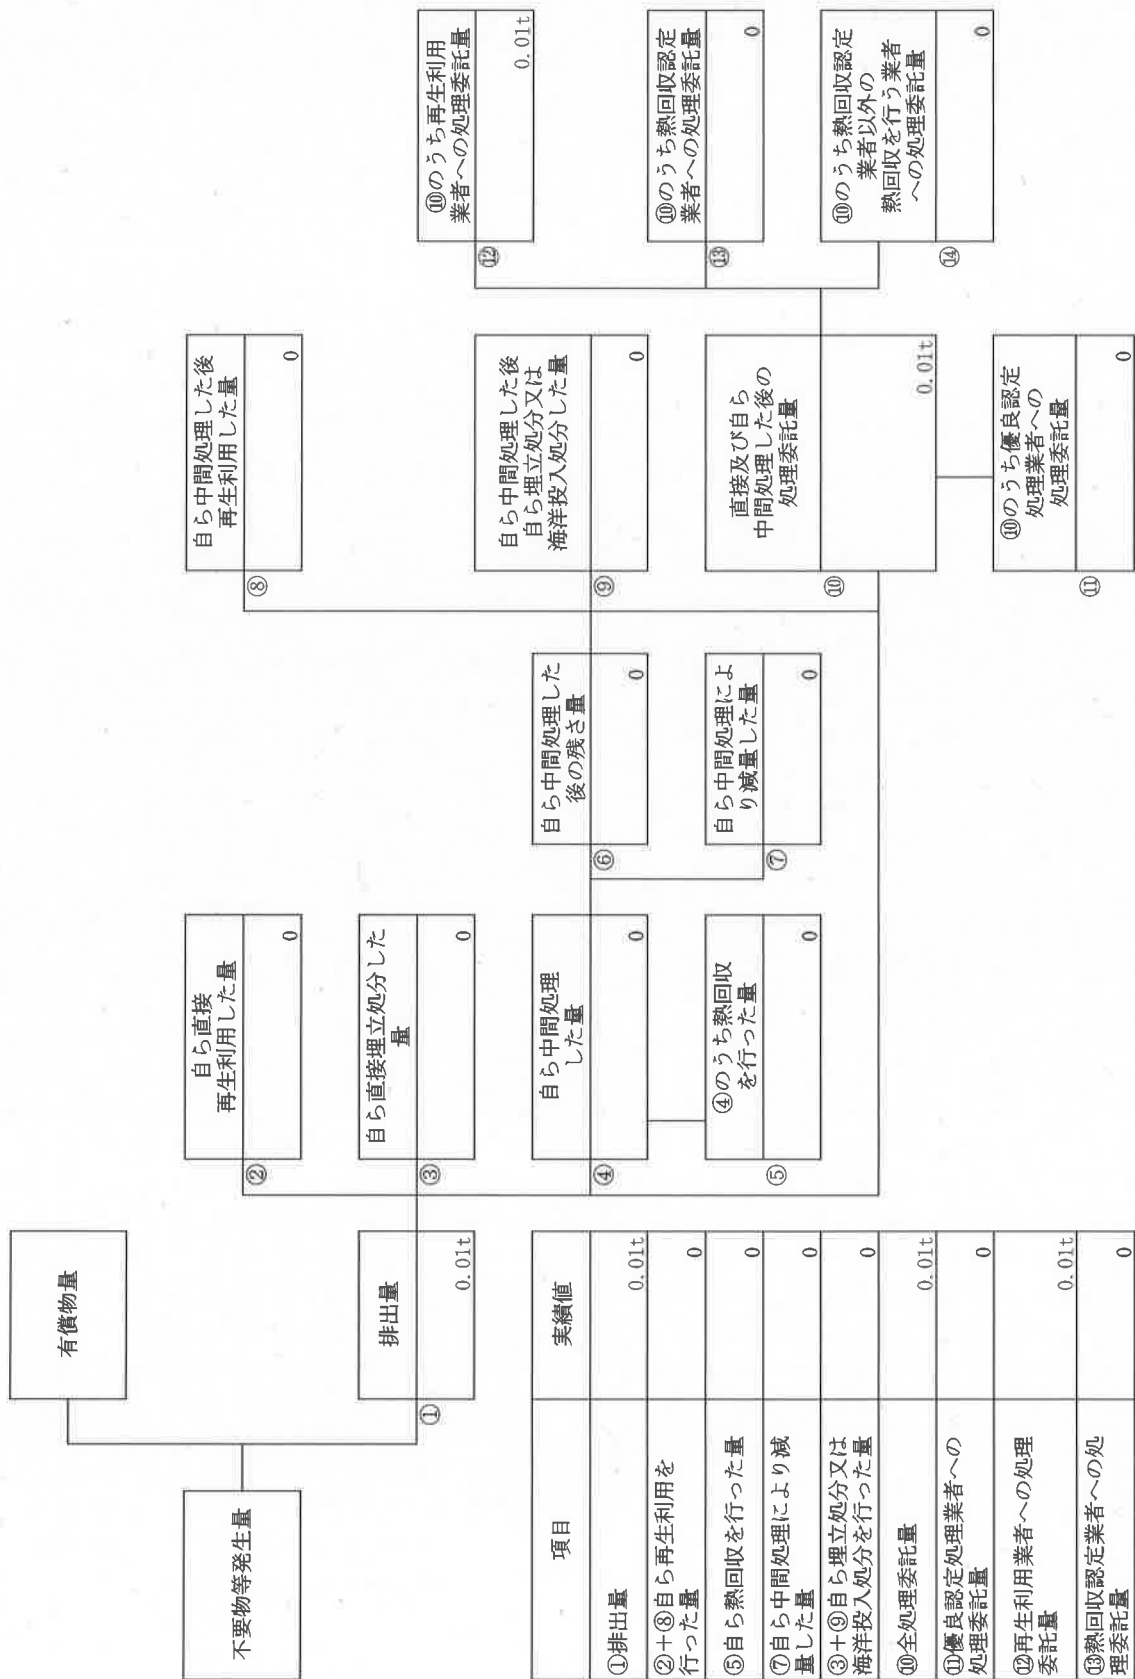 不要物等発生量
有償物量
排出量
①
0.01t
自ら直接
再生利用した量
②
0
自ら直接埋立処分した
量
③
0
自ら中間処理
した量
④
0
④のうち熱回収
を行った量
⑤
0
自ら中間処理した
後の残さ量
⑥
0
自ら中間処理によ
り減量した量
⑦
0
自ら中間処理した後
再生利用した量
⑧
0
自ら中間処理した後
自ら埋立処分又は
海洋投入処分した量
⑨
0
直接及び自ら
中間処理した後の
処理委託量
⑩
0.01t
⑩のうち優良認定
処理業者への
処理委託量
⑪
0
⑩のうち再生利用
業者への処理委託量
⑫
0.01t
⑩のうち熱回収認定
業者への処理委託量
⑬
0
⑩のうち熱回収認定
業者以外の
熱回収を行う業者
への処理委託量
⑭
0
項目
実績値
①排出量
0.01t
②+⑧自ら再生利用を
行った量
0
⑤自ら熱回収を行った量
0
⑦自ら中間処理により減
量した量
0
③+⑨自ら埋立処分又は
海洋投入処分を行った量
0
⑩全処理委託量
0.01t
⑪優良認定処理業者への
処理委託量
0
⑫再生利用業者への処理
委託量
0.01t
⑬熱回収認定業者への処
理委託量
0